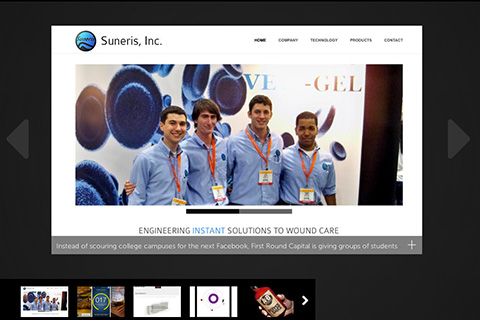 Suneris, Inc.
HOME COMPANY TECHNOLOGY PRODUCTS CONTACT
VE -GEL
ENGINEERING INSTANT SOLUTIONS TO WOUND CARE
Instead of scouring college campuses for the next Facebook, First Round Capital is giving groups of students
017